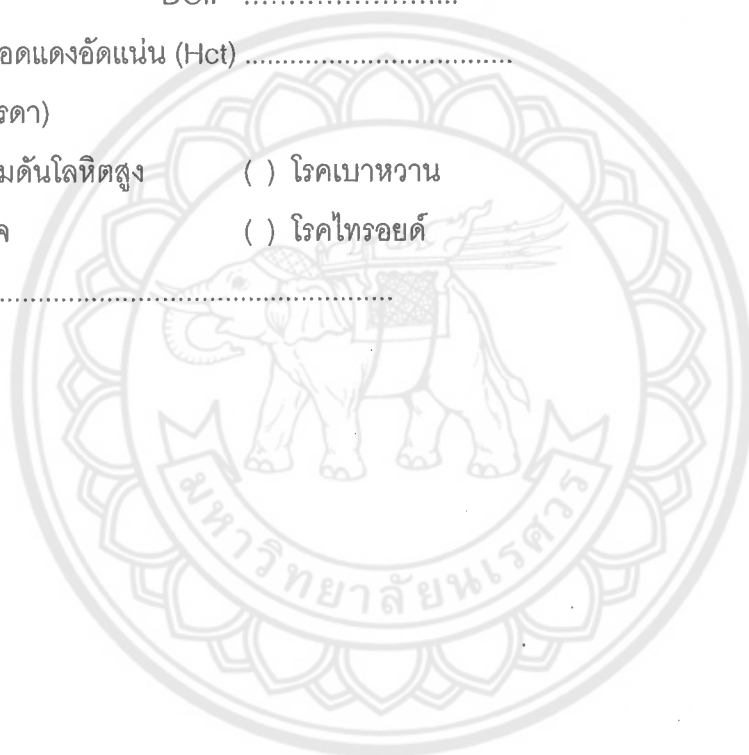 อดแดงอัดแน่น (Hct) ..................................
รดา)
มดันโลหิตสูง ( ) โรคเบาหวาน
จ ( ) โรคไทรอยด์
..................................................
มหาวิทยาลัยนเรศวร